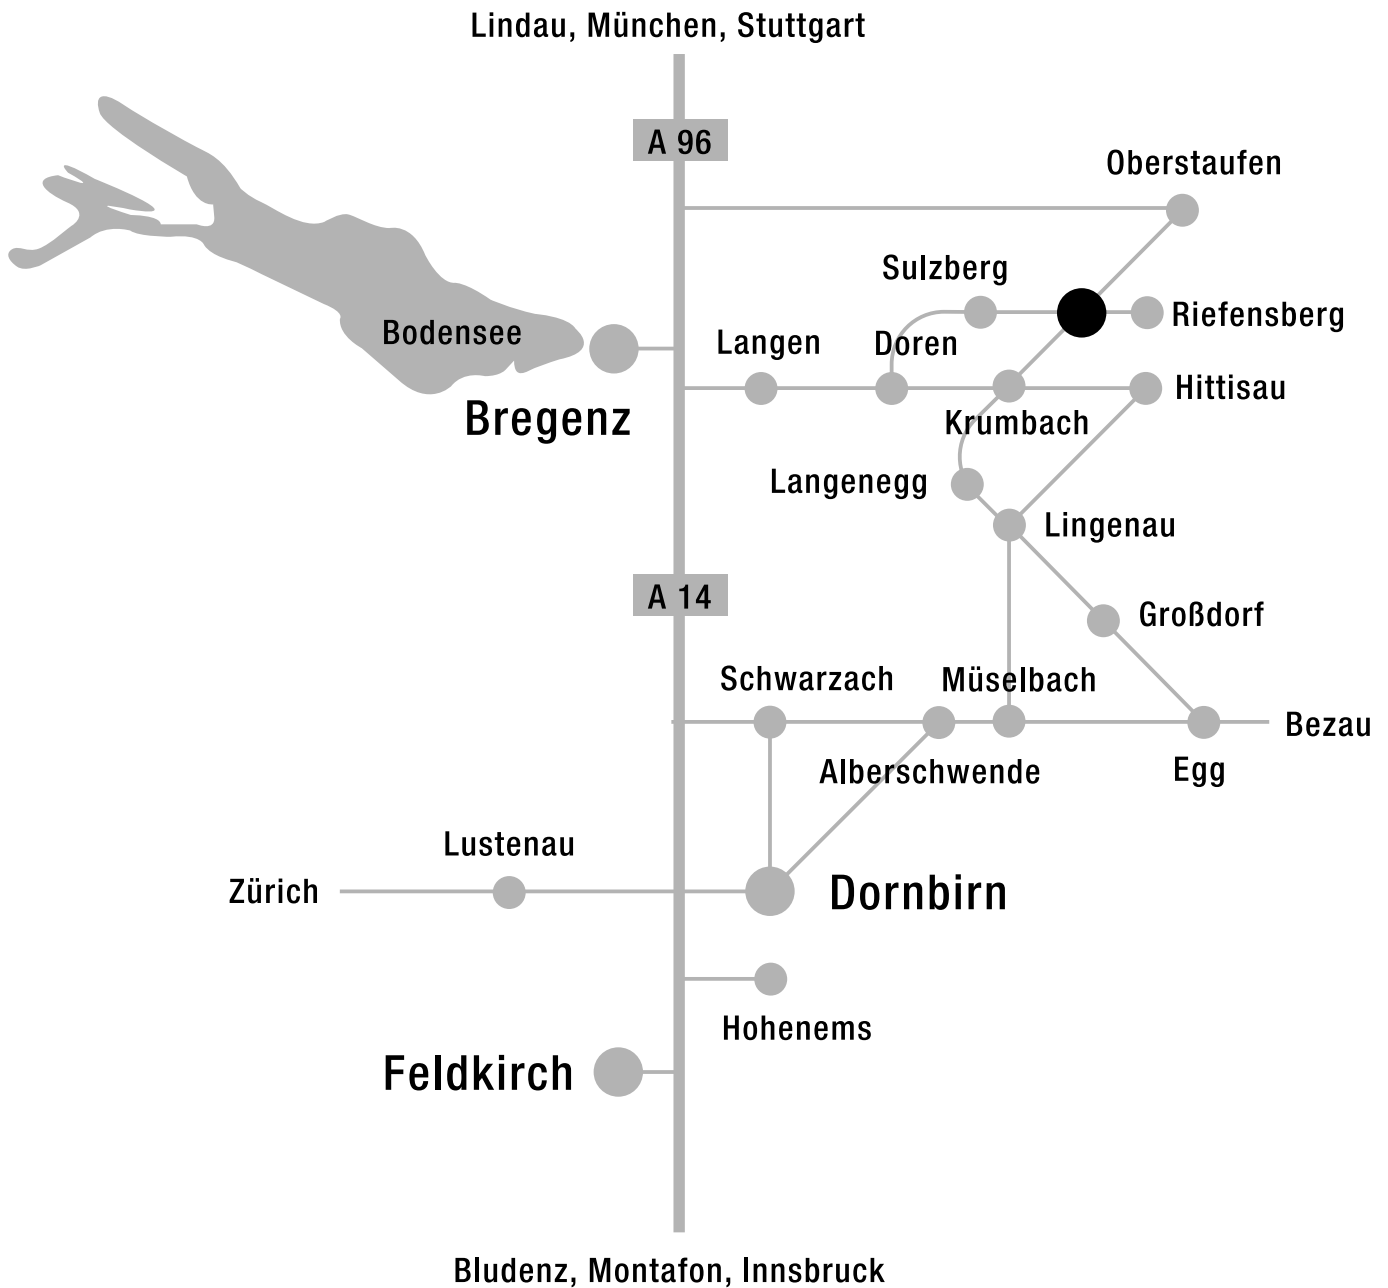 Lindau, München, Stuttgart
A 96
Oberstaufen
Sulzberg
Riefensberg
Bodensee
Langen
Doren
Hittisau
Bregenz
Krumbach
Langenegg
Lingenau
A 14
Großdorf
Schwarzach
Müselbach
Bezau
Alberschwende
Egg
Lustenau
Zürich
Dornbirn
Hohenems
Feldkirch
Bludenz, Montafon, Innsbruck